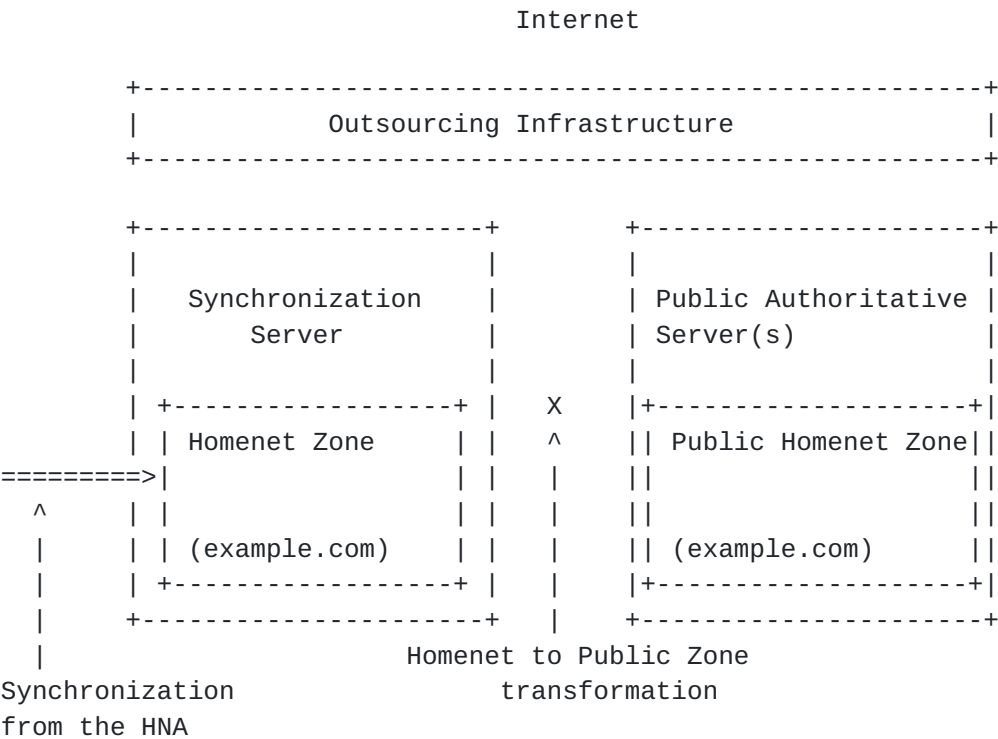 Internet
Outsourcing Infrastructure
Synchronization Public Authoritative
Server Server(s)
X
Homenet Zone ^ Public Homenet Zone
=========>
^
(example.com) (example.com)
Homenet to Public Zone
Synchronization transformation
from the HNA